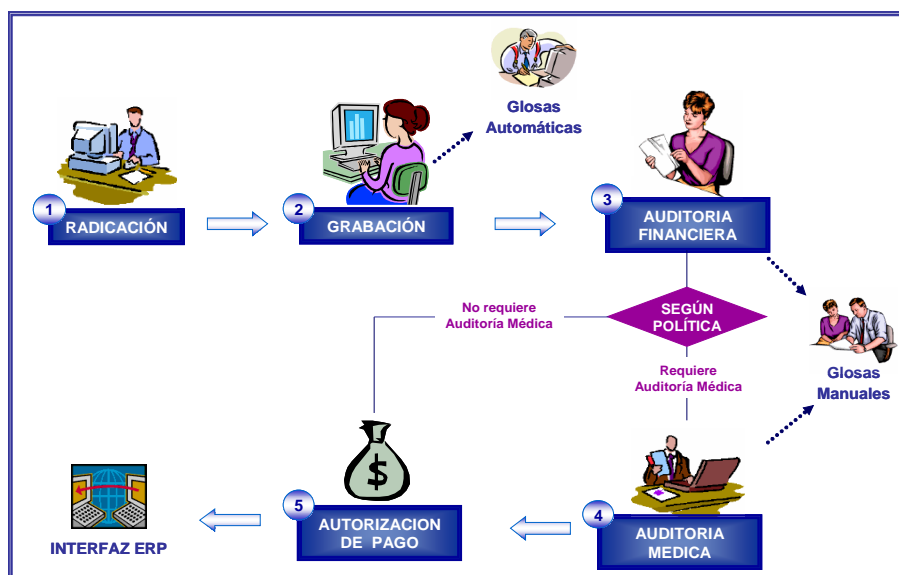 Glosas
Automáticas
1
RADICACIÓN
2
GRABACIÓN
3
AUDITORIA
FINANCIERA
No requiere
Auditoría Médica
SEGÚN
POLÍTICA
Requiere
Auditoría Médica
Glosas
Manuales
$
INTERFAZ ERP
5
AUTORIZACION
DE PAGO
4
AUDITORIA
MEDICA